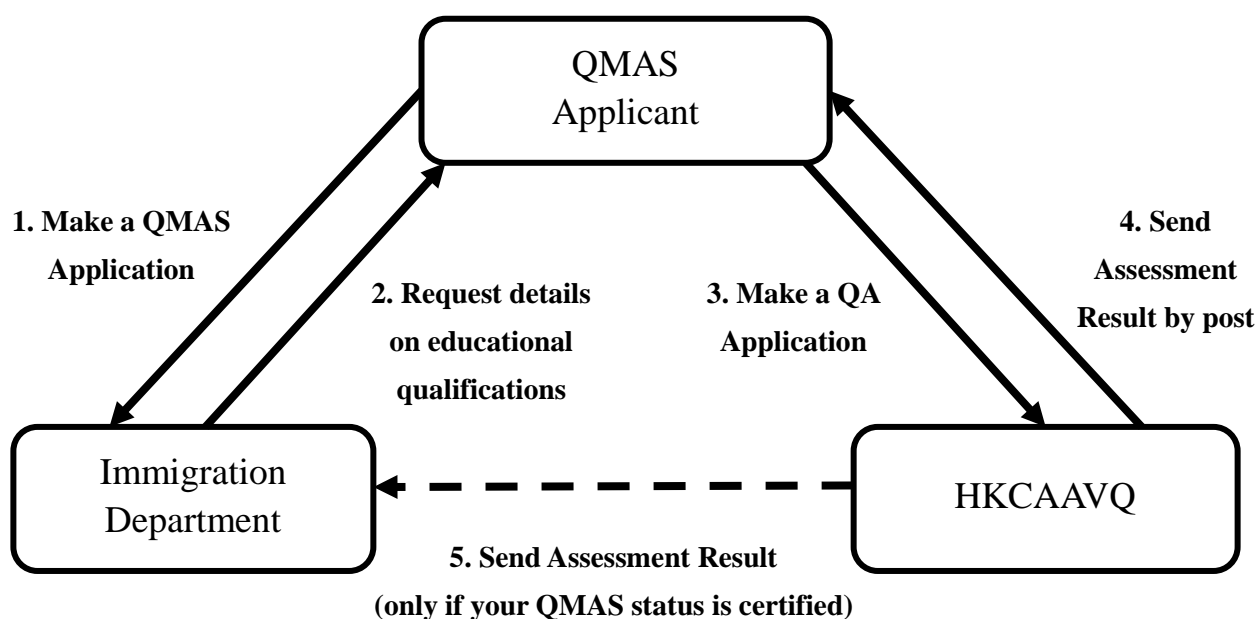 QMAS
Applicant
1. Make a QMAS
Application
2. Request details
on educational
qualifications
3. Make a QA
Application
4. Send
Assessment
Result by post
Immigration
Department
HKCAAVQ
5. Send Assessment Result
(only if your QMAS status is certified)